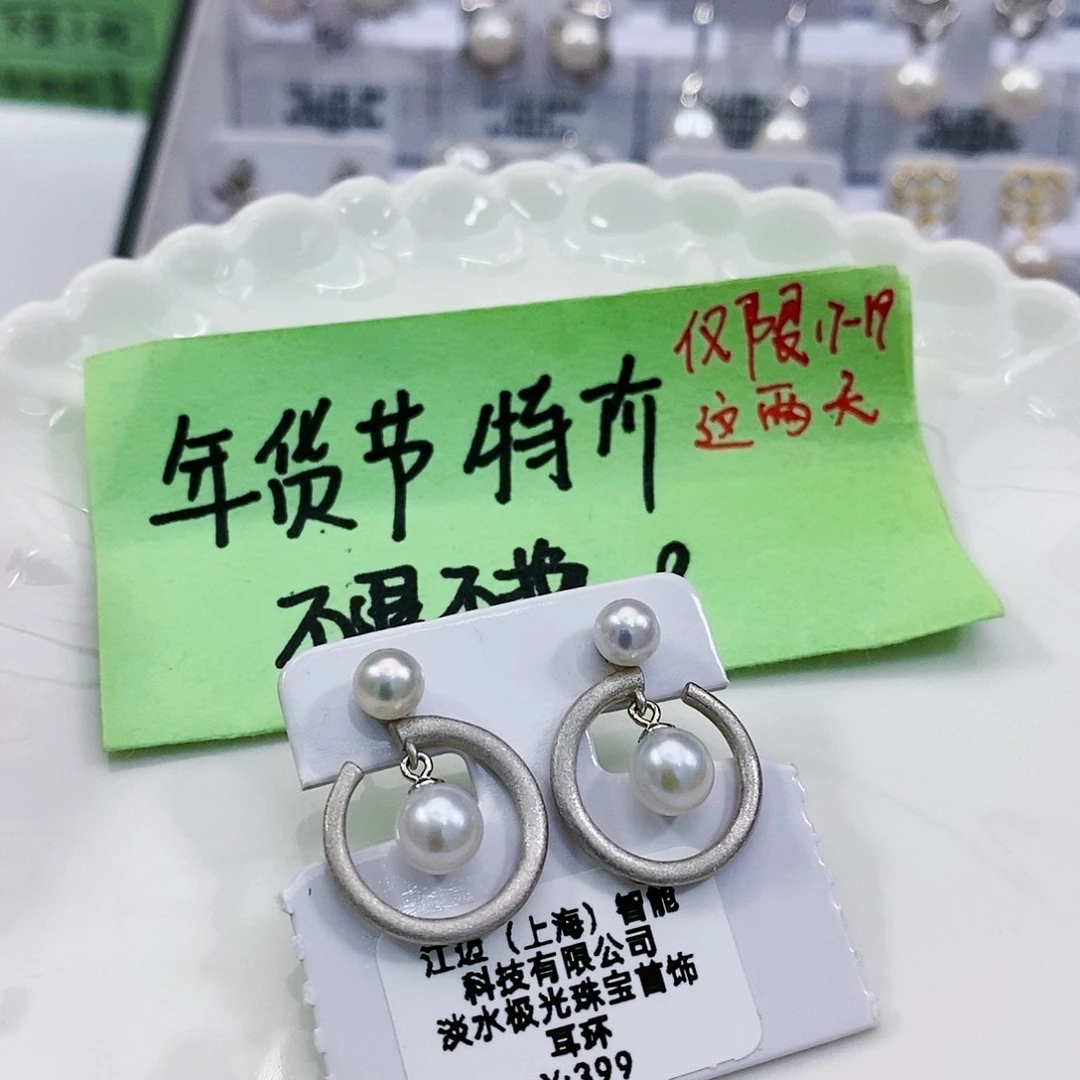 仅限17-19
这两天
年货节 特价
不退不换
江迈（上海）智能
科技有限公司
淡水极光珠宝首饰
耳环
￥:399